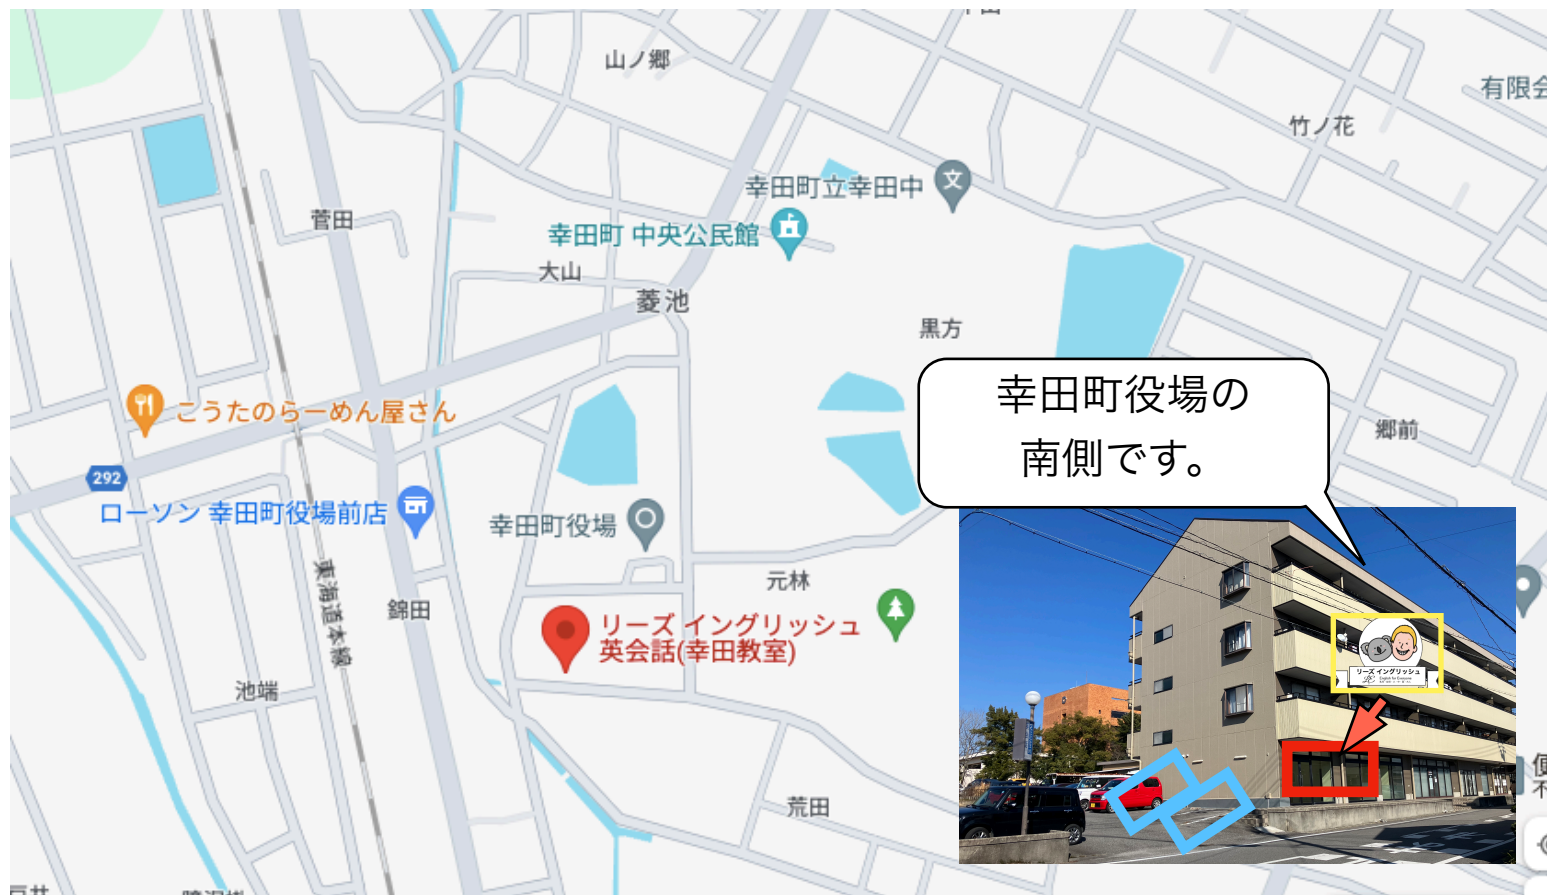 山ノ郷
有限会
竹ノ花
幸田町立幸田中
文
菅田
幸田町 中央公民館
大山
菱池
黒方
幸田町役場の
南側です。
こうたのらーめん屋さん
郷前
292
ローソン 幸田町役場前店
幸田町役場
東海道本線
元林
錦田
リーズ イングリッシュ
英会話(幸田教室)
リーズ イングリッシュ
池端
荒田